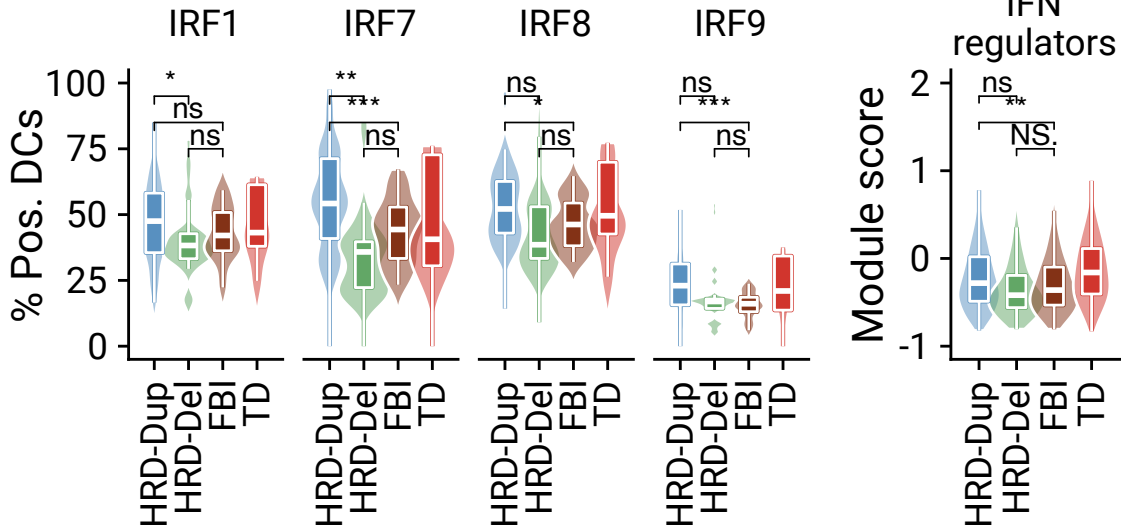 IRF1
IRF7
IRF8
IRF9
IFN
regulators
% Pos. DCs
100
75
50
25
0
*
ns
ns
**
***
ns
ns
*
ns
ns
***
ns
Module score
2
1
0
-1
ns
**
NS.
HRD-Dup
HRD-Del
FBI
TD
HRD-Dup
HRD-Del
FBI
TD
HRD-Dup
HRD-Del
FBI
TD
HRD-Dup
HRD-Del
FBI
TD
HRD-Dup
HRD-Del
FBI
TD